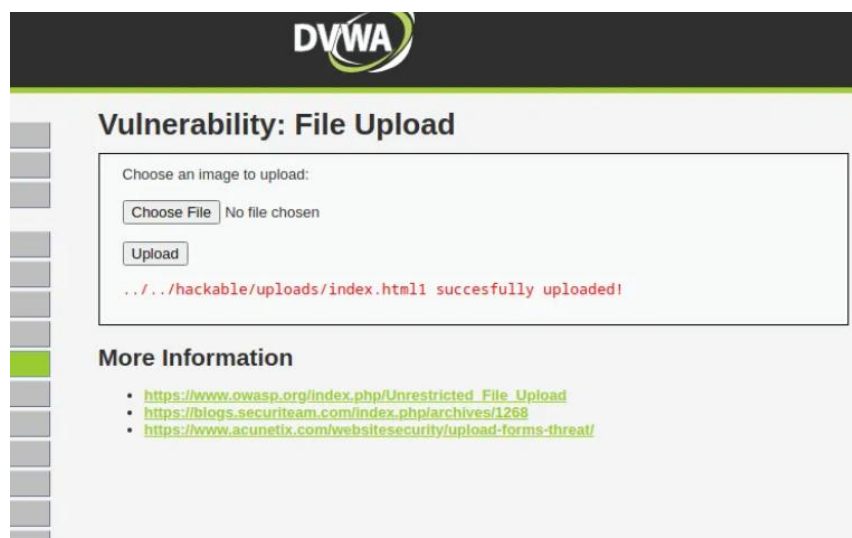 DVWA
Vulnerability: File Upload
Choose an image to upload:
Choose File No file chosen
Upload
../../hackable/uploads/index.html1 succesfully uploaded!
More Information
https://www.owasp.org/index.php/Unrestricted_File_Upload
https://blogs.securiteam.com/index.php/archives/1268
https://www.acunetix.com/websitesecurity/upload-forms-threat/